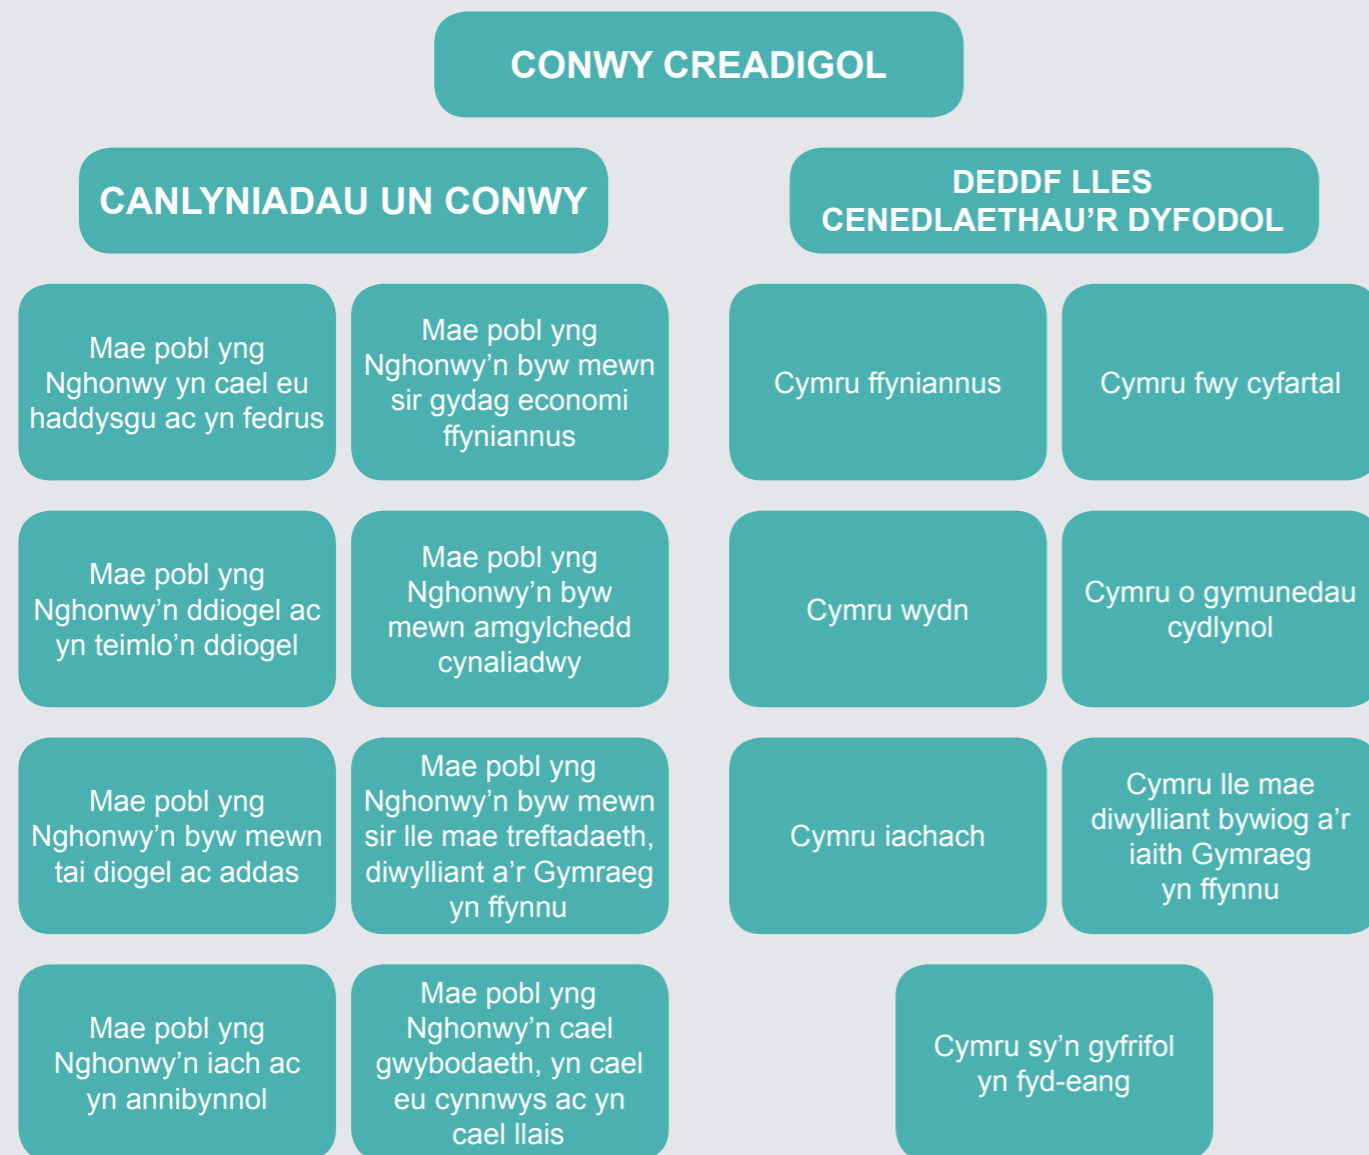 CONWY CREADIGOL
CANLYNIADAU UN CONWY
Mae pobl yng
Nghonwy yn cael eu
haddysgu ac yn fedrus
Mae pobl yng
Nghonwy’n byw mewn
sir gydag economi
ffyniannus
Mae pobl yng
Nghonwy’n ddiogel ac
yn teimlo’n ddiogel
Mae pobl yng
Nghonwy’n byw
mewn amgylchedd
cynaliadwy
Mae pobl yng
Nghonwy’n byw mewn
tai diogel ac addas
Mae pobl yng
Nghonwy’n byw mewn
sir lle mae treftadaeth,
diwylliant a’r Gymraeg
yn ffynnu
Mae pobl yng
Nghonwy’n iach ac
yn annibynnol
Mae pobl yng
Nghonwy’n cael
gwybodaeth, yn cael
eu cynnwys ac yn
cael llais
DEDDF LLES
CENEDLAETHAU’R DYFODOL
Cymru ffyniannus
Cymru fwy cyfartal
Cymru wydn
Cymru o gymunedau
cydlynol
Cymru iachach
Cymru lle mae
diwylliant bywiog a’r
iaith Gymraeg
yn ffynnu
Cymru sy’n gyfrifol
yn fyd-eang